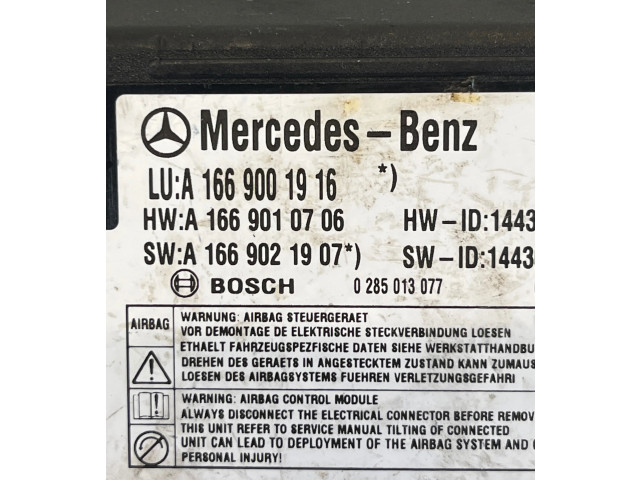 Mercedes-Benz
LU:A 166 900 19 16 *)
HW:A 166 901 07 06 HW-ID:1443
SW:A 166 902 19 07*) SW-ID:1443
BOSCH 0 285 013 077
AIRBAG
WARNUNG: AIRBAG STEUERGERAET
VOR DEMONTAGE DE ELEKTRISCHE STECKVERBINDUNG LOESEN
ETHAELT FAHRZEUGSPEZFISCHE DATEN SIEHE WERKSTATTHANDBU
DREHEN DES GERAETS IN ANGESTECKTEM ZUSTAND KANN ZUMAU
LOESEN DES AIRBAGSYSTEMS FUEHREN VERLETZUNGSGEFAHR!
WARNING: AIRBAG CONTROL MODULE
ALWAYS DISCONNECT THE ELECTRICAL CONNECTOR BEFORE REMOV
THIS UNIT REFER TO SERVICE MANUAL TILTING OF CONNECTED
UNIT CAN LEAD TO DEPLOYMENT OF THE AIRBAG SYSTEM AND C
PERSONAL INJURY!